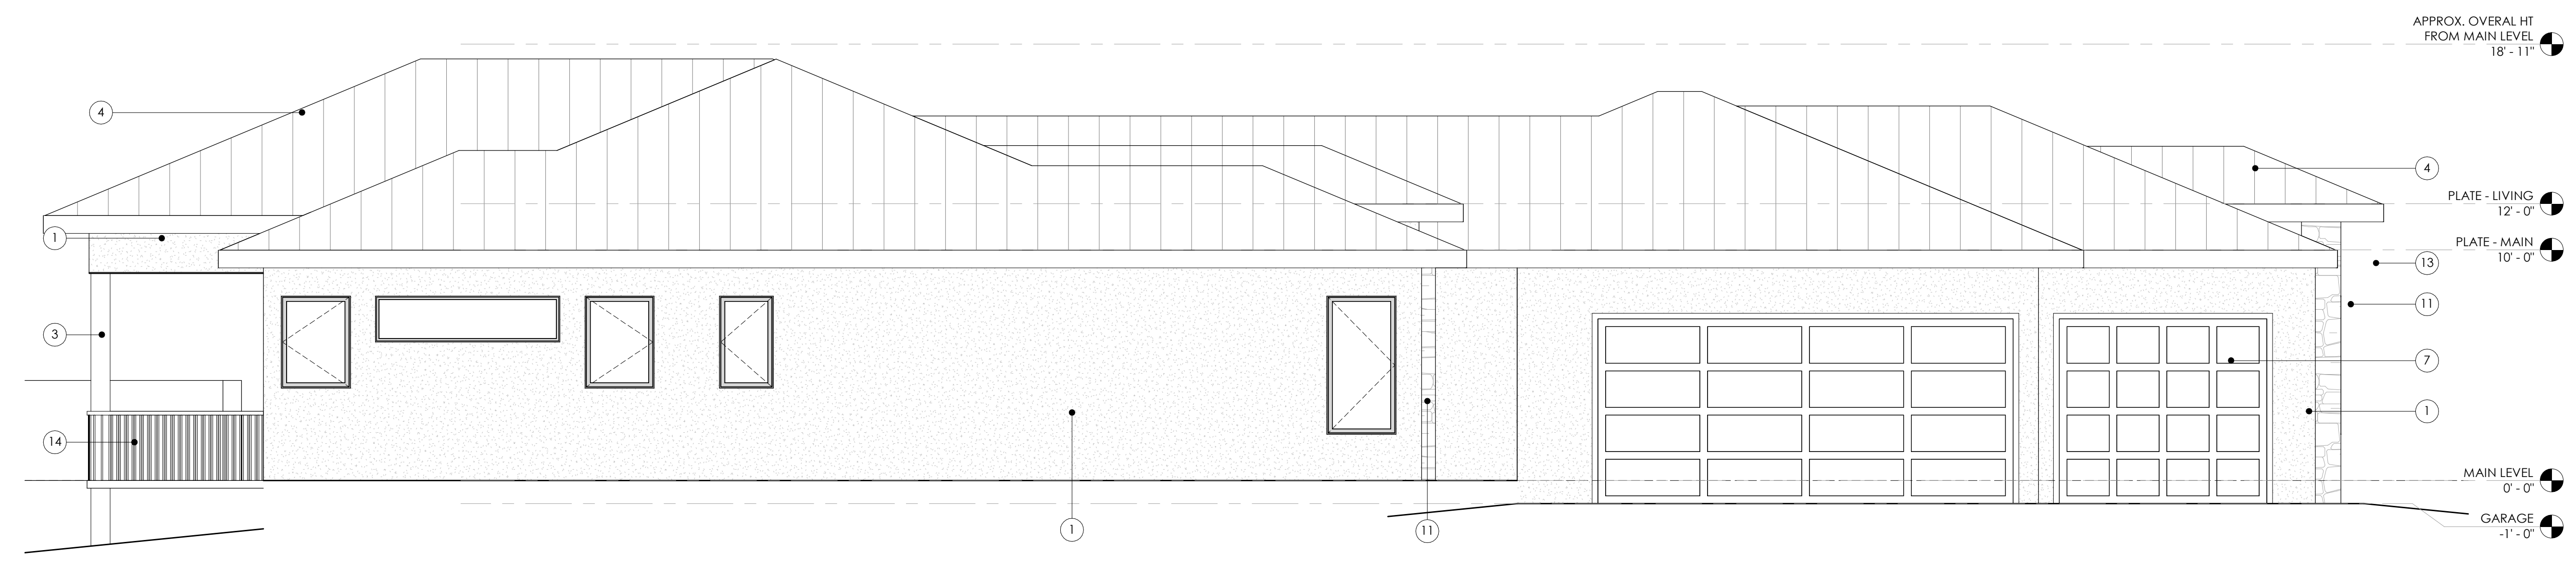 APPROX. OVERAL HT
FROM MAIN LEVEL
18' - 11"
4
4
PLATE - LIVING
12' - 0"
1
PLATE - MAIN
10' - 0"
13
11
3
7
1
14
MAIN LEVEL
0' - 0"
1
11
GARAGE
-1' - 0"